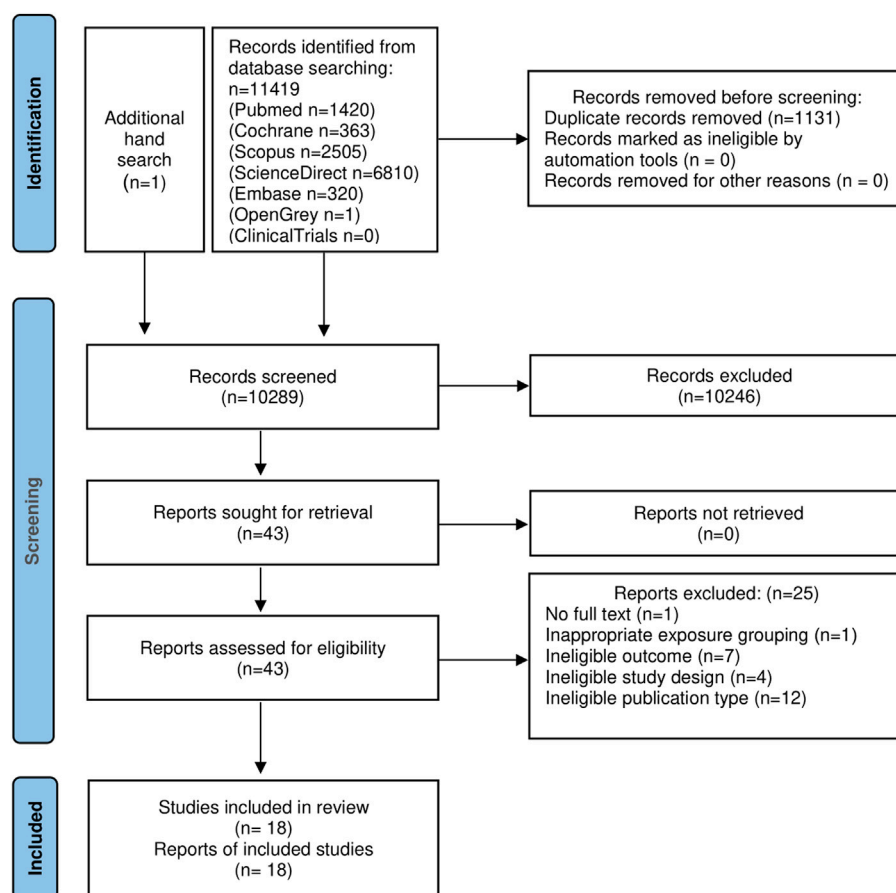 Identification
Additional
hand
search
(n=1)
Records identified from
database searching:
n=11419
(Pubmed n=1420)
(Cochrane n=363)
(Scopus n=2505)
(ScienceDirect n=6810)
(Embase n=320)
(OpenGrey n=1)
(ClinicalTrials n=0)
Records removed before screening:
Duplicate records removed (n=1131)
Records marked as ineligible by
automation tools (n = 0)
Records removed for other reasons (n = 0)
Screening
Records screened
(n=10289)
Records excluded
(n=10246)
Reports sought for retrieval
(n=43)
Reports not retrieved
(n=0)
Reports assessed for eligibility
(n=43)
Reports excluded: (n=25)
No full text (n=1)
Inappropriate exposure grouping (n=1)
Ineligible outcome (n=7)
Ineligible study design (n=4)
Ineligible publication type (n=12)
Included
Studies included in review
(n= 18)
Reports of included studies
(n= 18)